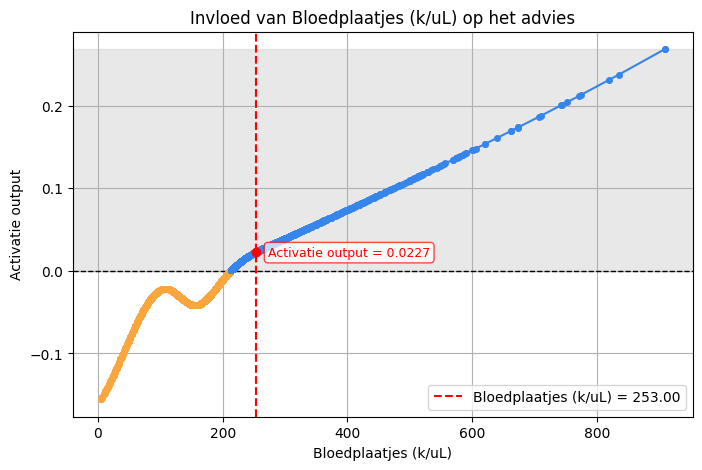 Invloed van Bloedplaatjes (k/uL) op het advies
Activatie output
0.2
0.1
0.0
−0.1
Activatie output = 0.0227
Bloedplaatjes (k/uL) = 253.00
0
200
400
600
800
Bloedplaatjes (k/uL)